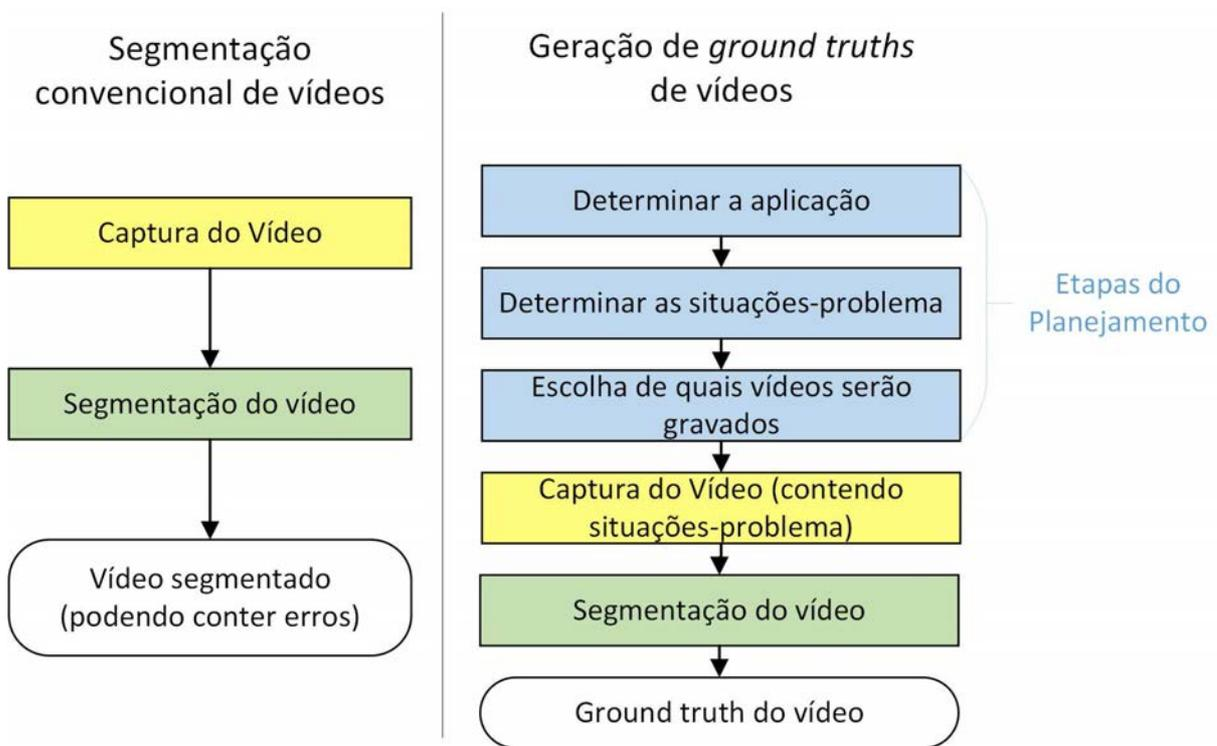 Segmentação
convencional de vídeos
Captura do Vídeo
Segmentação do vídeo
Vídeo segmentado
(podendo conter erros)
Geração de ground truths
de vídeos
Determinar a aplicação
Determinar as situações-problema
Escolha de quais vídeos serão
gravados
Captura do Vídeo (contendo
situações-problema)
Segmentação do vídeo
Ground truth do vídeo
Etapas do
Planejamento